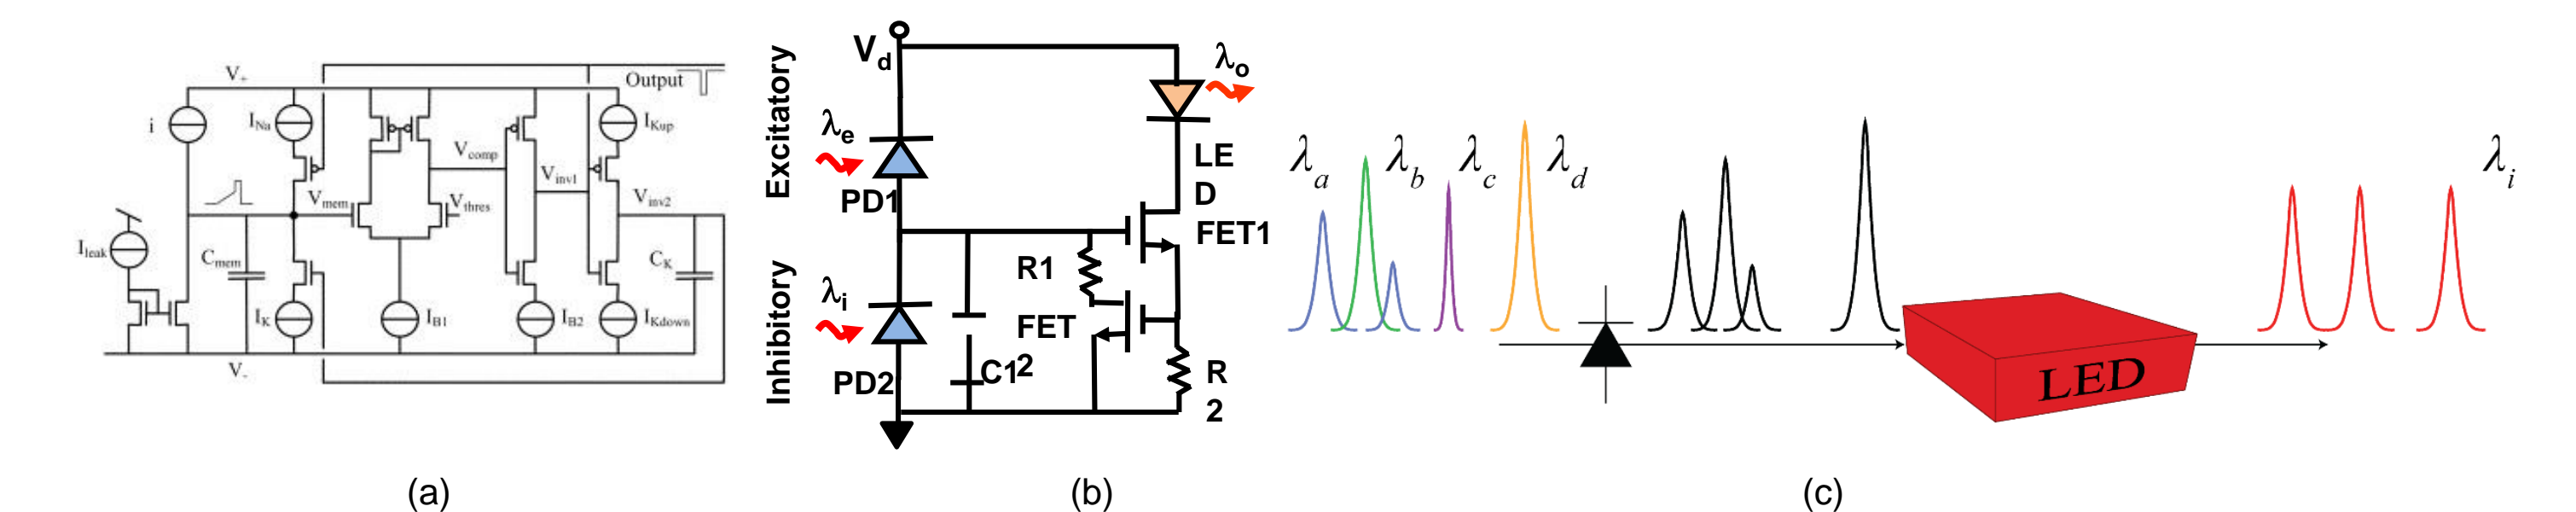 V+
Output
i
INa
IKup
Vcomp
Vinv1
Vmem
Vthres
Vinv2
Ileak
Cmem
CK
IK
IB1
IB2
IKdown
V-
(a)
Excitatory
Inhibitory
Vd
λo
λe
PD1
LE
D
FET1
R1
λi
FET
2
C1
PD2
R
2
(b)
λa
λb
λc
λd
λi
LED
(c)